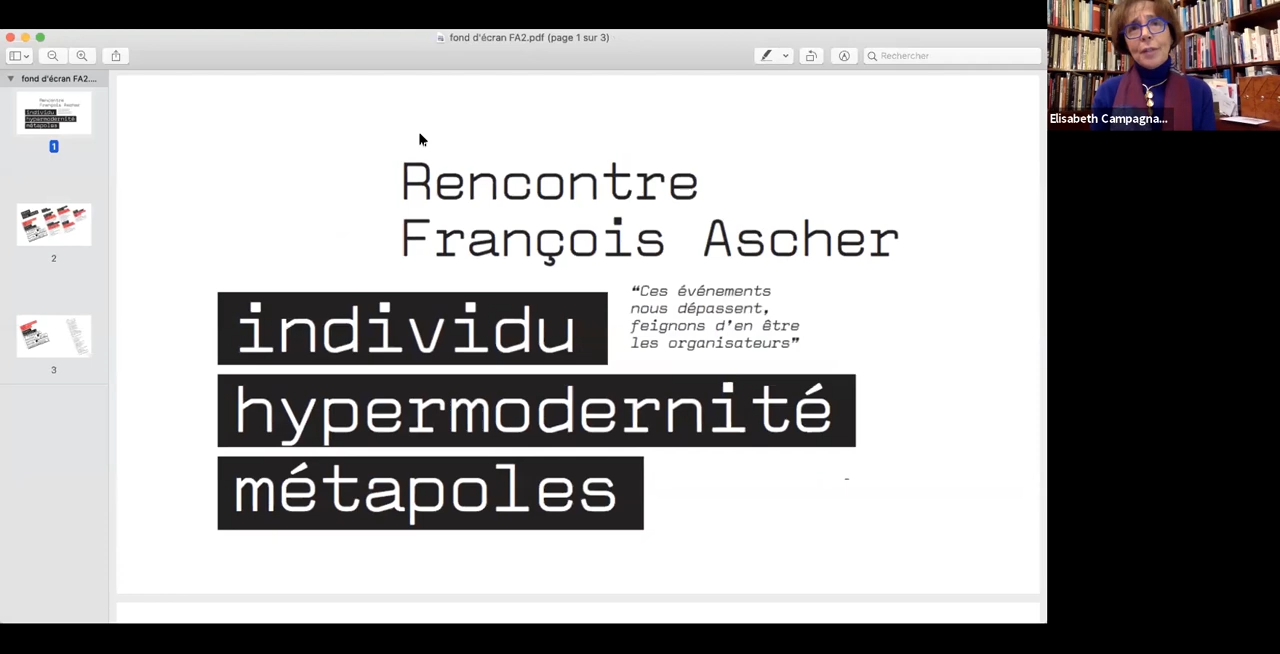 fond d'écran FA2.pdf (page 1 sur 3)
Rechercher
fond d'écran FA2....
1
2
3
Rencontre
François Ascher
individu
❝Ces événements
nous dépassent,
feignons d'en être
les organisateurs❞
hypermodernité
métapoles
Elisabeth Campagna...